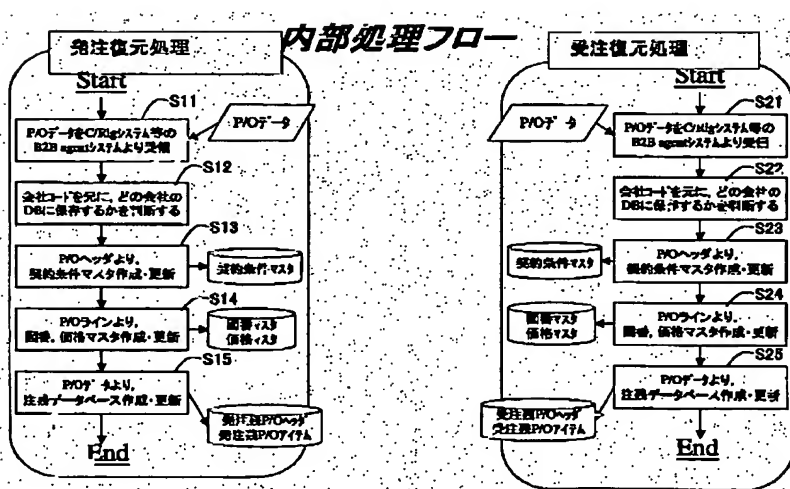 内部処理フロー
発注復元処理
Start
S11
P/Oデータ
P/OデータをC/Rigシステム等の
B2B agentシステムより受信
S12
会社コードを元に、どの会社の
DBに保存するかを判断する
S13
P/Oヘッダより、
契約条件マスタ作成・更新
契約条件マスタ
S14
P/Oラインより、
図番、価格マスタ作成・更新
図番マスタ
価格マスタ
S15
P/Oデータより、
注残データベース作成・更新
発注残P/Oヘッダ
発注残P/Oアイテム
End
受注復元処理
Start
S21
P/Oデータ
P/OデータをC/Rigシステム等の
B2B agentシステムより受信
S22
会社コードを元に、どの会社の
DBに保存するかを判断する
S23
P/Oヘッダより、
契約条件マスタ作成・更新
契約条件マスタ
S24
P/Oラインより、
図番、価格マスタ作成・更新
図番マスタ
価格マスタ
S25
P/Oデータより、
注残データベース作成・更新
受注残P/Oヘッダ
受注残P/Oアイテム
End